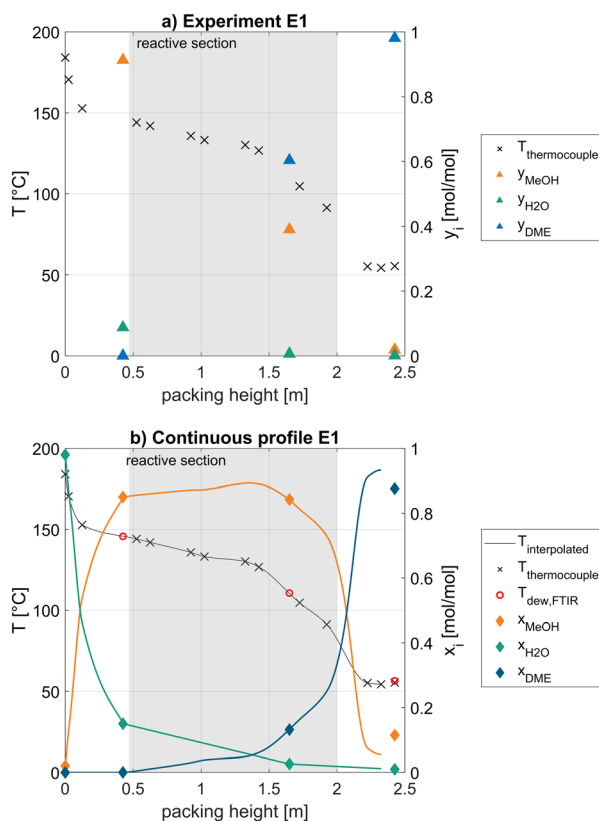 a) Experiment E1
reactive section
200
150
100
50
0
T [°C]
1
0.8
0.6
0.4
0.2
0
y_i [mol/mol]
0 0.5 1 1.5 2 2.5
packing height [m]
T_thermocouple
y_MeOH
y_H2O
y_DME
b) Continuous profile E1
reactive section
200
150
100
50
0
T [°C]
1
0.8
0.6
0.4
0.2
0
x_i [mol/mol]
0 0.5 1 1.5 2 2.5
packing height [m]
T_interpolated
T_thermocouple
T_dew,FTIR
x_MeOH
x_H2O
x_DME